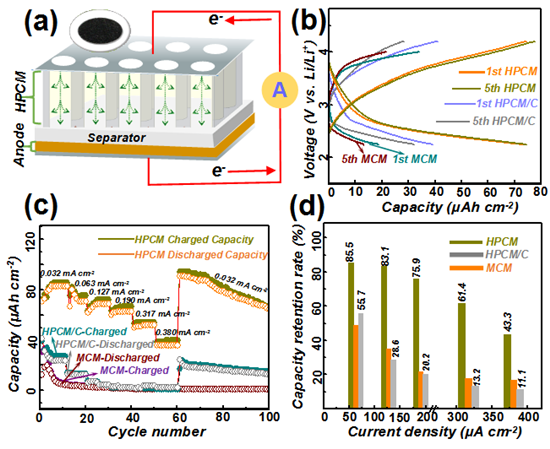 (a)
e-
HPCM
A
Separator
Anode
e-
(b)
Voltage (V vs. Li/Li+)
4
3
2
1st HPCM
5th HPCM
1st HPCM/C
5th HPCM/C
5th MCM
1st MCM
0 10 20 30 40 50 60 70 80
Capacity (µAh cm-2)
(c)
Capacity (µAh cm-2)
120
80
40
0
HPCM Charged Capacity
HPCM Discharged Capacity
0.032 mA cm-2
0.063 mA cm-2
0.127 mA cm-2
0.190 mA cm-2
0.317 mA cm-2
0.380 mA cm-2
0.032 mA cm-2
HPCM/C-Charged
HPCM/C-Discharged
MCM-Discharged
MCM-Charged
0 20 40 60 80 100
Cycle number
(d)
Capacity retention rate (%)
100
80
60
40
20
0
HPCM
HPCM/C
MCM
85.5
55.7
83.1
28.6
75.9
20.2
61.4
13.2
43.3
11.1
50 100 150 200 300 350 400
Current density (µA cm-2)